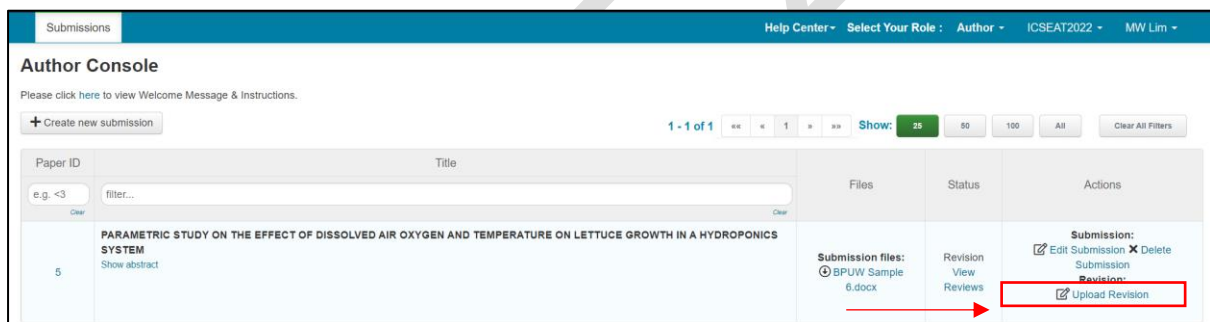 Submissions
Help Center Select Your Role : Author ICSEAT2022 MW Lim
Author Console
Please click here to view Welcome Message & Instructions.
+ Create new submission
1 - 1 of 1 «« « 1 » »» Show: 25 50 100 All Clear All Filters
Paper ID
Title
Files
Status
Actions
e.g. <3
filter...
Clear
Clear
5
PARAMETRIC STUDY ON THE EFFECT OF DISSOLVED AIR OXYGEN AND TEMPERATURE ON LETTUCE GROWTH IN A HYDROPONICS
SYSTEM
Show abstract
Submission files:
BPUW Sample
6.docx
Revision
View
Reviews
Submission:
Edit Submission X Delete
Submission
Revision:
Upload Revision